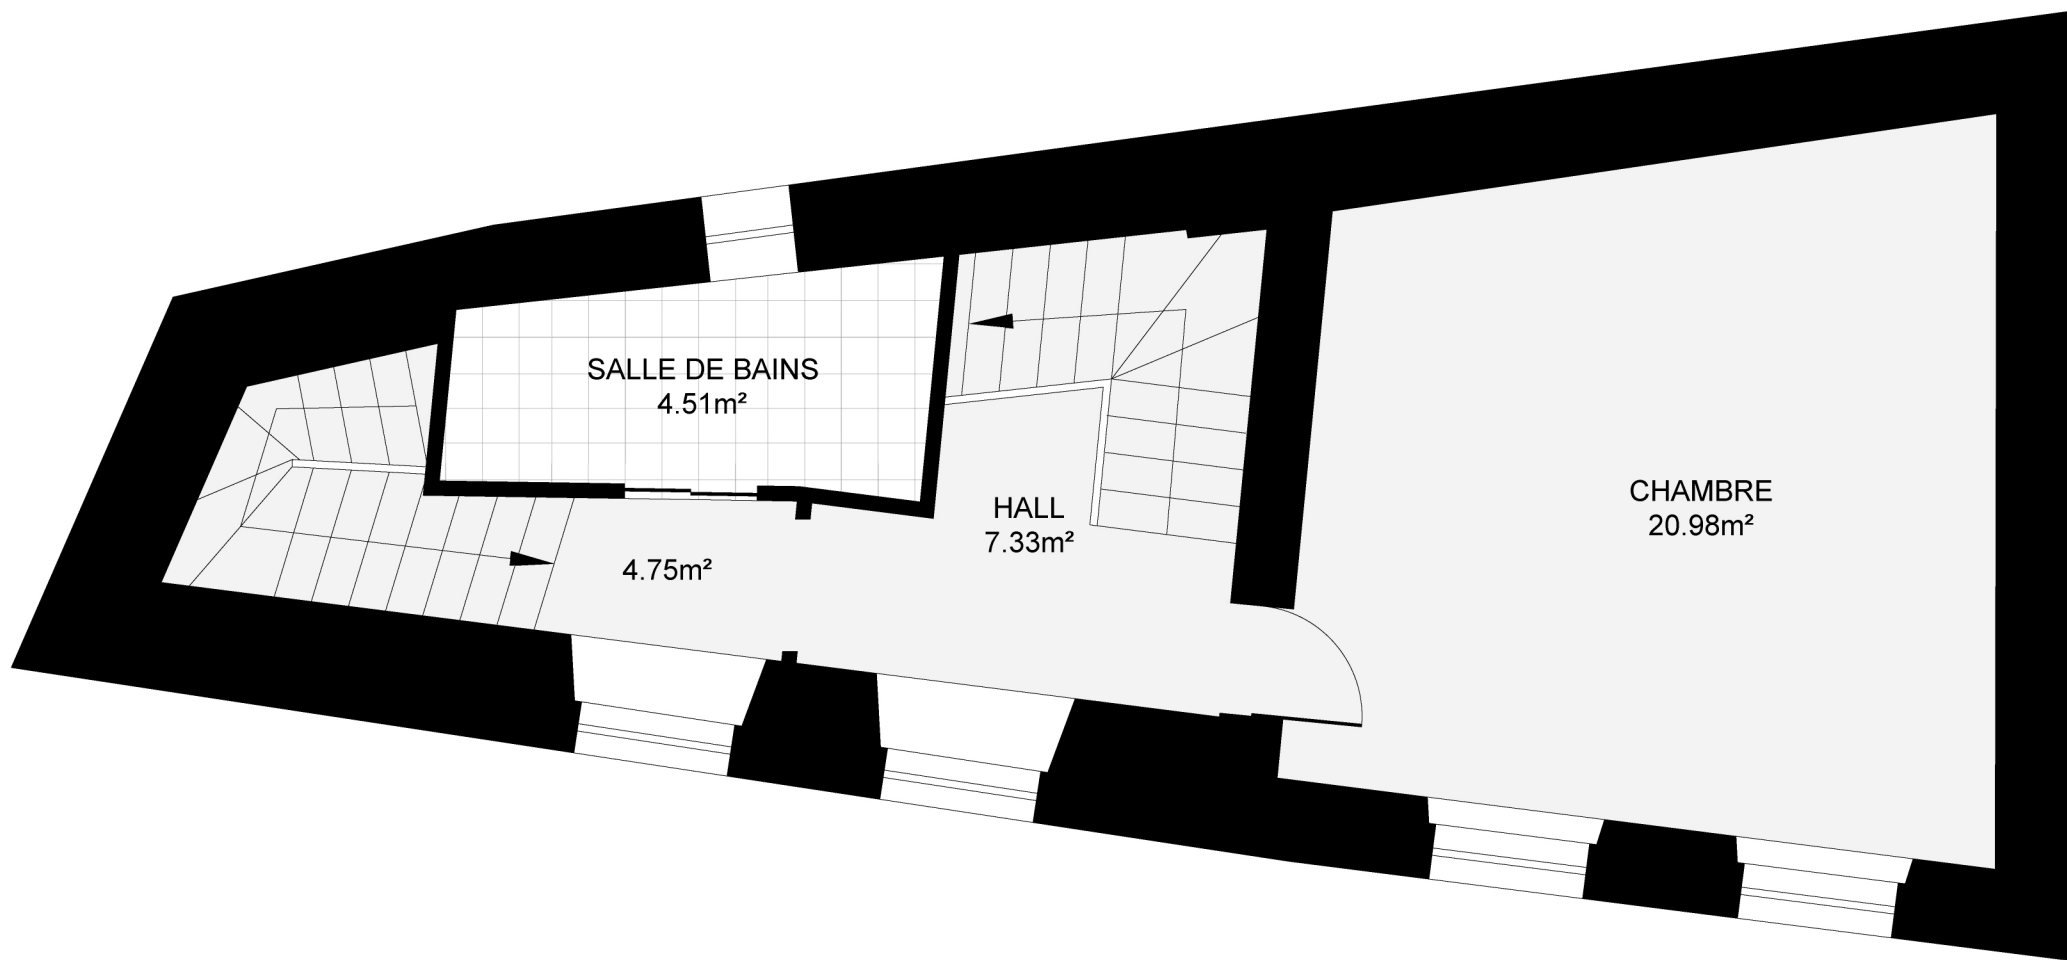 SALLE DE BAINS
4.51m²
HALL
7.33m²
4.75m²
CHAMBRE
20.98m²